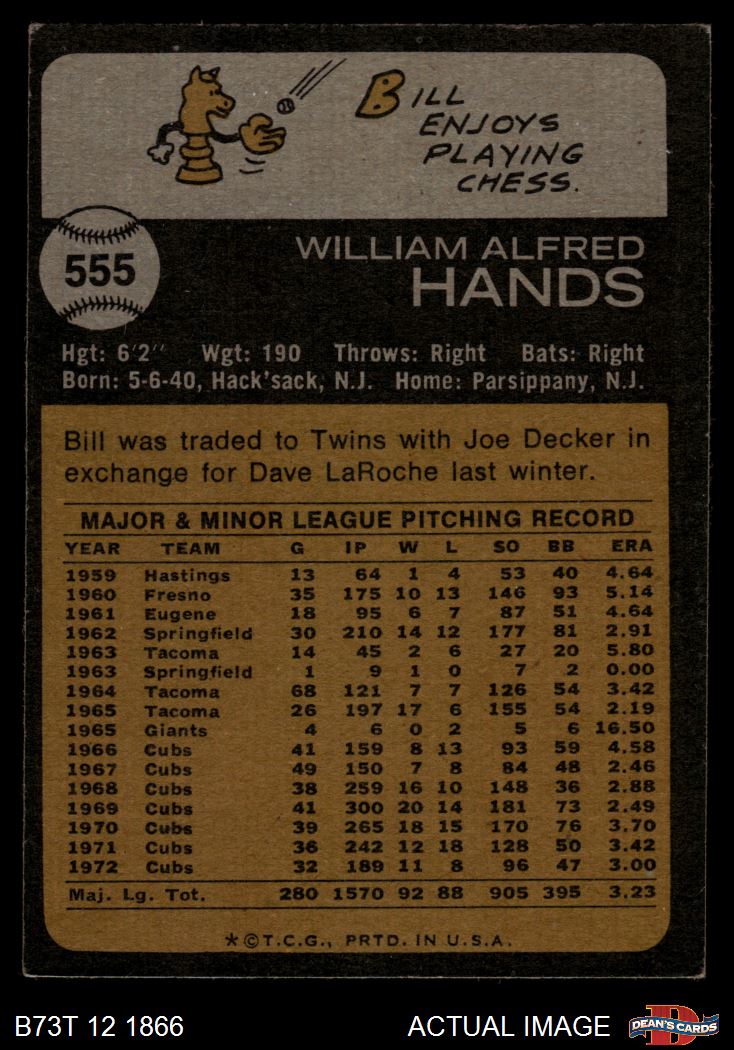 BILL
ENJOYS
PLAYING
CHESS.
555
WILLIAM ALFRED
HANDS
Hgt: 6'2" Wgt: 190 Throws: Right Bats: Right
Born: 5-6-40, Hack'sack, N.J. Home: Parsippany, N.J.
Bill was traded to Twins with Joe Decker in
exchange for Dave LaRoche last winter.
MAJOR & MINOR LEAGUE PITCHING RECORD
YEAR TEAM G IP W L SO BB ERA
1959 Hastings 13 64 1 4 53 40 4.64
1960 Fresno 35 175 10 13 146 93 5.14
1961 Eugene 18 95 6 7 87 51 4.64
1962 Springfield 30 210 14 12 177 81 2.91
1963 Tacoma 14 45 2 6 27 20 5.80
1963 Springfield 1 9 1 0 7 2 0.00
1964 Tacoma 68 121 7 7 126 54 3.42
1965 Tacoma 26 197 17 6 155 54 2.19
1965 Giants 4 6 0 2 5 6 16.50
1966 Cubs 41 159 8 13 93 59 4.58
1967 Cubs 49 150 7 8 84 48 2.46
1968 Cubs 38 259 16 10 148 36 2.88
1969 Cubs 41 300 20 14 181 73 2.49
1970 Cubs 39 265 18 15 170 76 3.70
1971 Cubs 36 242 12 18 128 50 3.42
1972 Cubs 32 189 11 8 96 47 3.00
Maj. Lg. Tot. 280 1570 92 88 905 395 3.23
*©T.C.G., PRTD. IN U.S.A.
B73T 12 1866 ACTUAL IMAGE DEAN'S CARDS